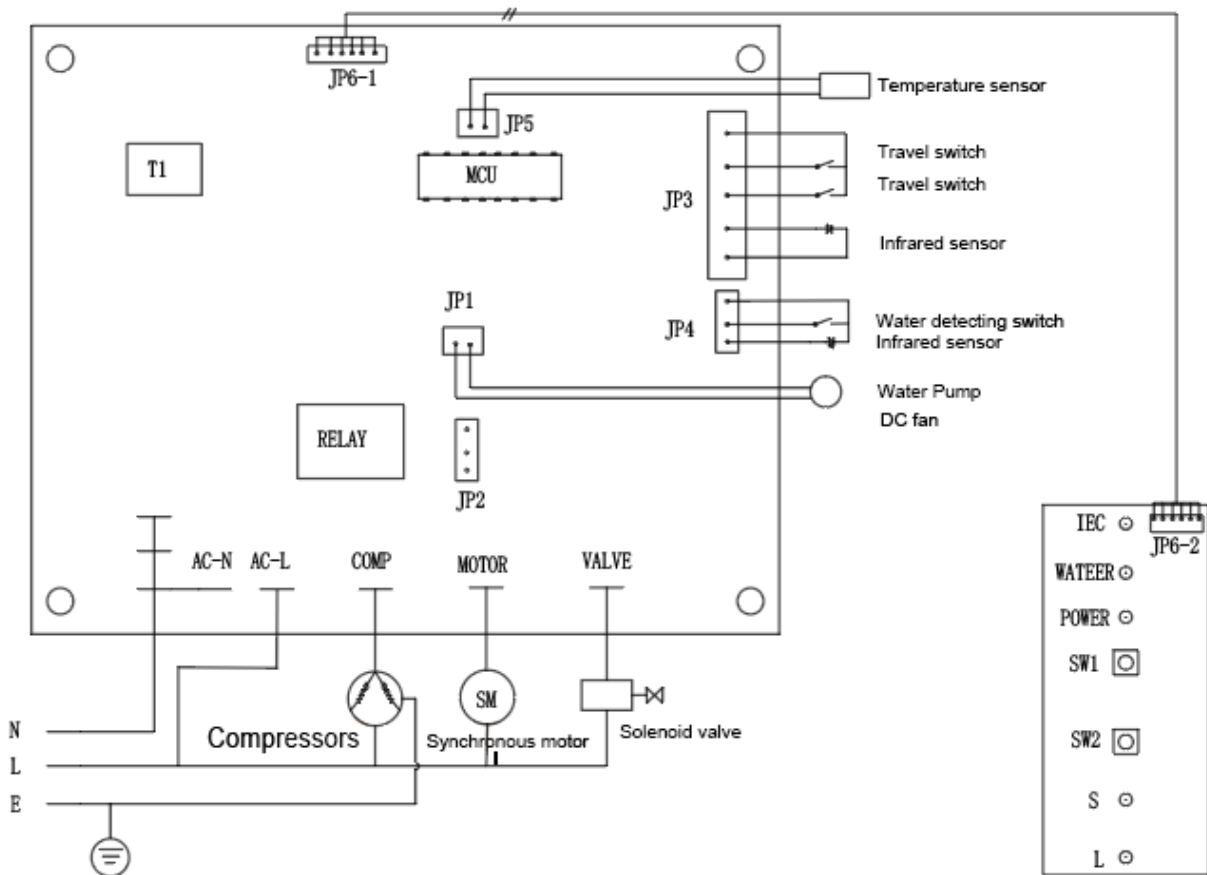 JP6-1
Temperature sensor
JP5
T1
MCU
Travel switch
Travel switch
JP3
Infrared sensor
JP1
JP4
Water detecting switch
Infrared sensor
Water Pump
DC fan
RELAY
JP2
IEC
JP6-2
AC-N AC-L COMP MOTOR VALVE
WATEER
POWER
SW1
SM
N
Compressors
Synchronous motor
Solenoid valve
SW2
L
E
S
L